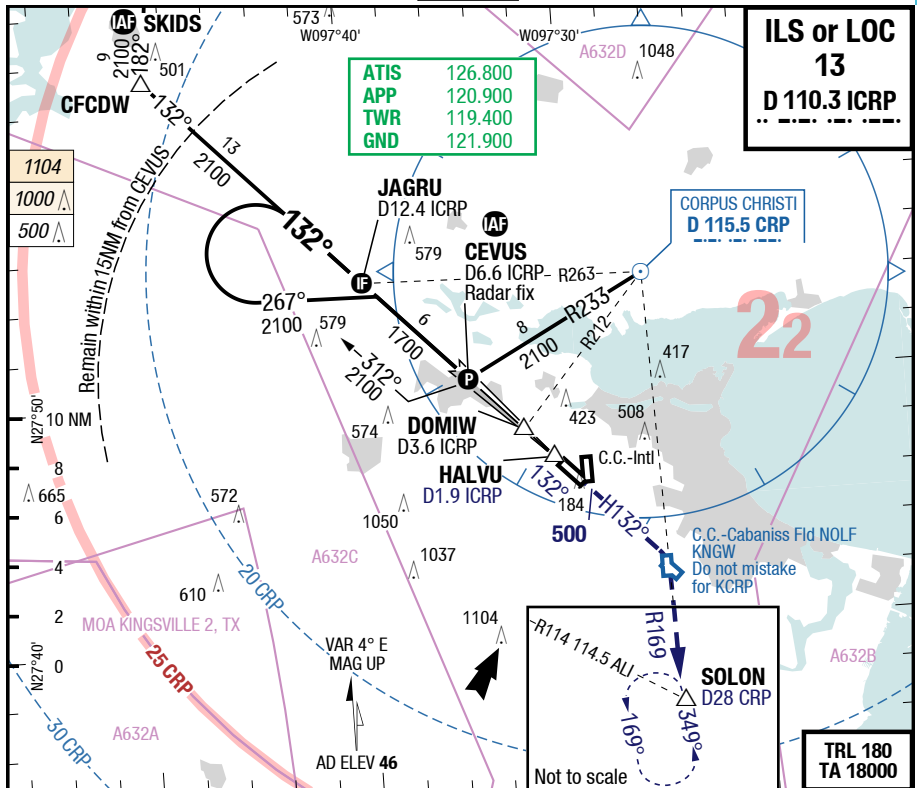 IAF SKIDS
9
2100
182°
501
CFCDW
132°
13
2100
573
W097°40'
W097°30'
A632D
1048
ILS or LOC
13
D 110.3 ICRP
ATIS 126.800
APP 120.900
TWR 119.400
GND 121.900
1104
1000
500
Remain within 15NM from CEVUS
132°
JAGRU
D12.4 ICRP
IF
579
IAF
CEVUS
D6.6 ICRP
Radar fix
R263
CORPUS CHRISTI
D 115.5 CRP
267°
2100
579
6
1700
8
2100
R233
R212
22
417
312°
2100
P
N27°50'
10 NM
8
6
4
2
0
574
DOMIW
D3.6 ICRP
423
508
HALVU
D1.9 ICRP
C.C.-Intl
132°
184
500
H132°
665
572
1050
1037
A632C
610
20 CRP
C.C.-Cabaniss Fld NOLF
KNGW
Do not mistake
for KCRP
MOA KINGSVILLE 2, TX
25 CRP
N27°40'
30 CRP
A632A
VAR 4° E
MAG UP
AD ELEV 46
1104
R169
R114 114.5 ALI
SOLON
D28 CRP
169°
349°
Not to scale
A632B
TRL 180
TA 18000